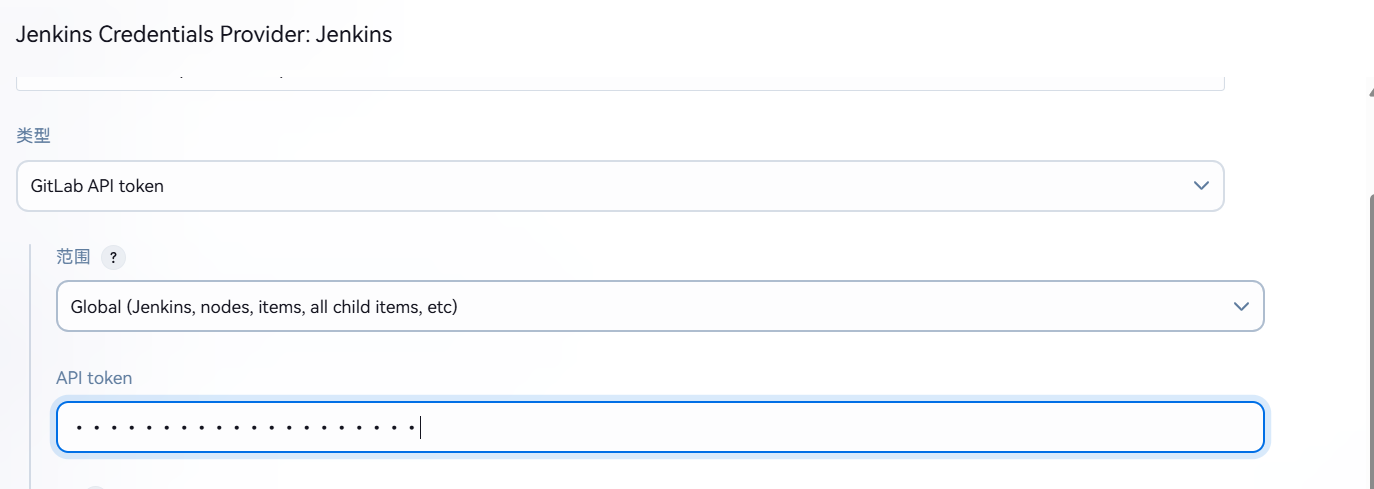 Jenkins Credentials Provider: Jenkins
类型
GitLab API token
范围 ?
Global (Jenkins, nodes, items, all child items, etc)
API token
••••••••••••••••••••